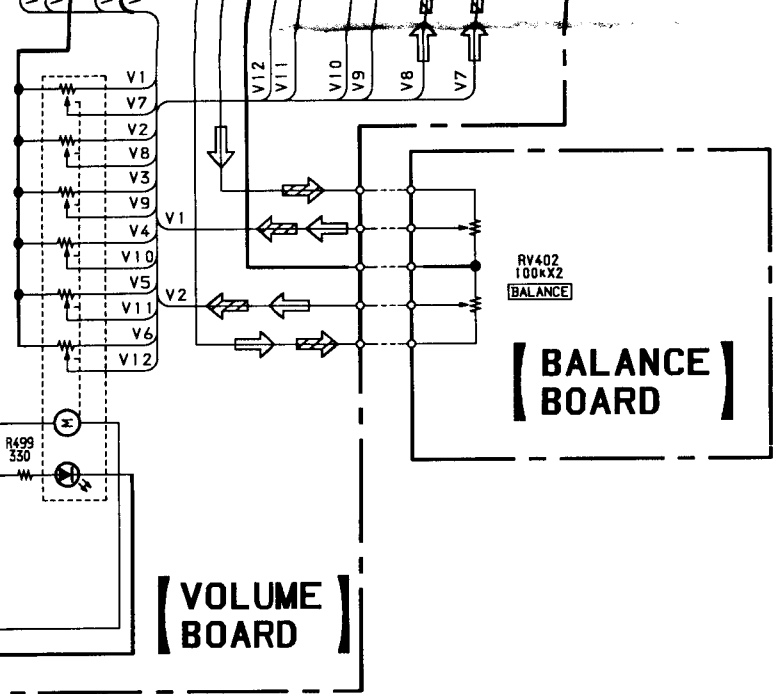 V12
V11
V10
V9
V8
V7
V1
V7
V2
V8
V3
V9
V4
V10
V5
V11
V6
V12
V1
V2
RV402
100kX2
BALANCE
[BALANCE
BOARD]
M
R499
330
[VOLUME
BOARD]